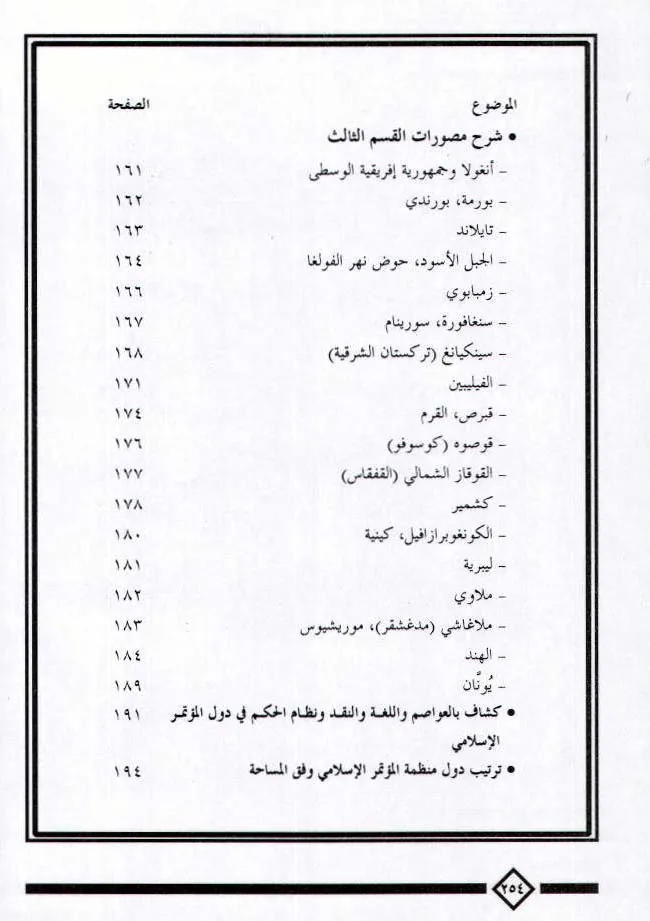 الموضوع الصفحة
• شرح مصورات القسم الثالث
- أنغولا وجمهورية إفريقية الوسطى ١٦١
- بورمة، بورندي ١٦٢
- تايلاند ١٦٣
- الجبل الأسود، حوض نهر الفولغا ١٦٤
- زمبابوي ١٦٦
- سنغافورة، سورينام ١٦٧
- سينكيانغ (تركستان الشرقية) ١٦٨
- الفيليبين ١٧١
- قبرص، القرم ١٧٤
- قوصوه (كوسوفو) ١٧٦
- القوقاز الشمالي (القفقاس) ١٧٧
- كشمير ١٧٨
- الكونغوبرازافيل، كينية ١٨٠
- ليبرية ١٨١
- ملاوي ١٨٢
- ملاغاشي (مدغشقر)، موريشيوس ١٨٣
- الهند ١٨٤
- يُونَّان ١٨٩
• كشاف بالعواصم واللغة والنقد ونظام الحكم في دول المؤتمر ١٩١
الإسلامي
• ترتيب دول منظمة المؤتمر الإسلامي وفق المساحة ١٩٤
٢٥٤